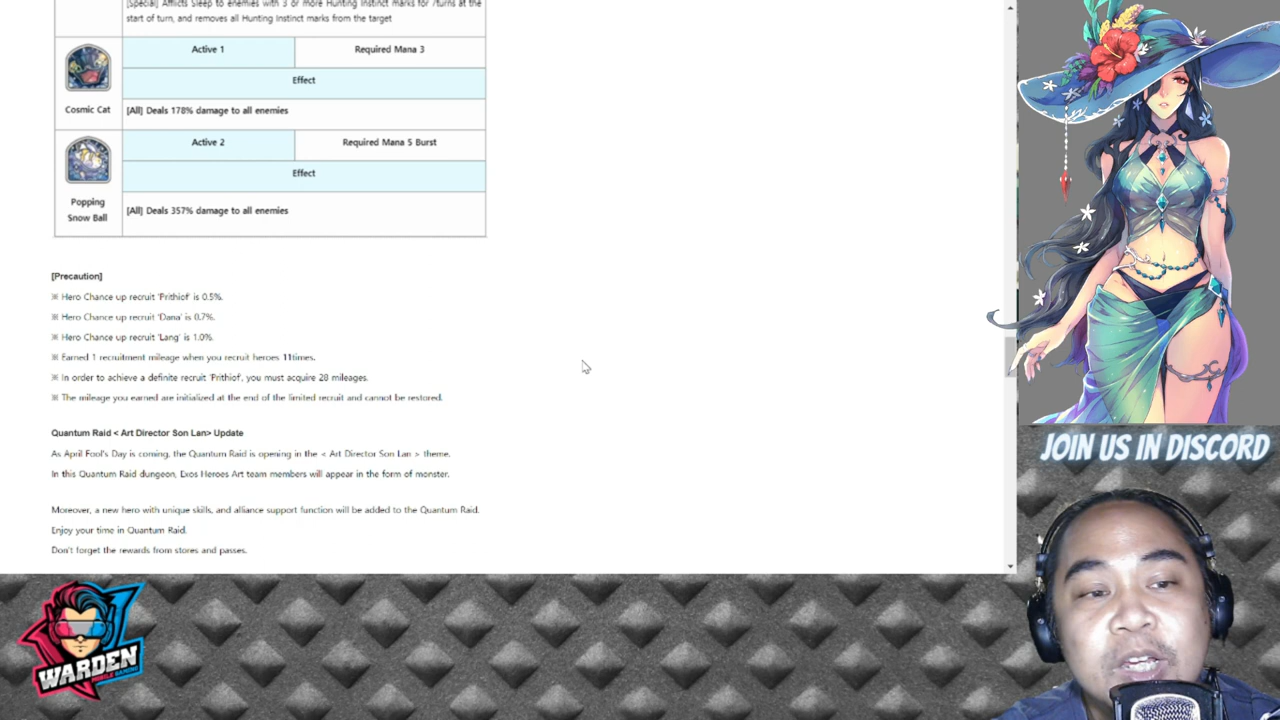 [Special] Afflicts Sleep to enemies with 3 or more Hunting Instinct marks for 7turns at the
start of turn, and removes all Hunting Instinct marks from the target
Active 1
Required Mana 3
Effect
Cosmic Cat
[All] Deals 178% damage to all enemies
Active 2
Required Mana 5 Burst
Effect
Popping
Snow Ball
[All] Deals 357% damage to all enemies
[Precaution]
※ Hero Chance up recruit 'Prithiof' is 0.5%.
※ Hero Chance up recruit 'Dana' is 0.7%.
※ Hero Chance up recruit 'Lang' is 1.0%.
※ Earned 1 recruitment mileage when you recruit heroes 11times.
※ In order to achieve a definite recruit 'Prithiof', you must acquire 28 mileages.
※ The mileage you earned are initialized at the end of the limited recruit and cannot be restored.
Quantum Raid < Art Director Son Lan> Update
As April Fool's Day is coming, the Quantum Raid is opening in the < Art Director Son Lan > theme.
In this Quantum Raid dungeon, Exos Heroes Art team members will appear in the form of monster.
Moreover, a new hero with unique skills, and alliance support function will be added to the Quantum Raid.
Enjoy your time in Quantum Raid.
Don't forget the rewards from stores and passes.
JOIN US IN DISCORD
WARDEN
MOBILE GAMING